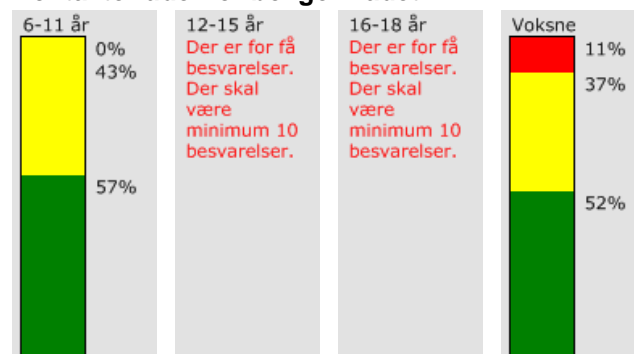 6-11 år
0%
43%
57%
12-15 år
Der er for få
besvarelser.
Der skal
være
minimum 10
besvarelser.
16-18 år
Der er for få
besvarelser.
Der skal
være
minimum 10
besvarelser.
Voksne
11%
37%
52%